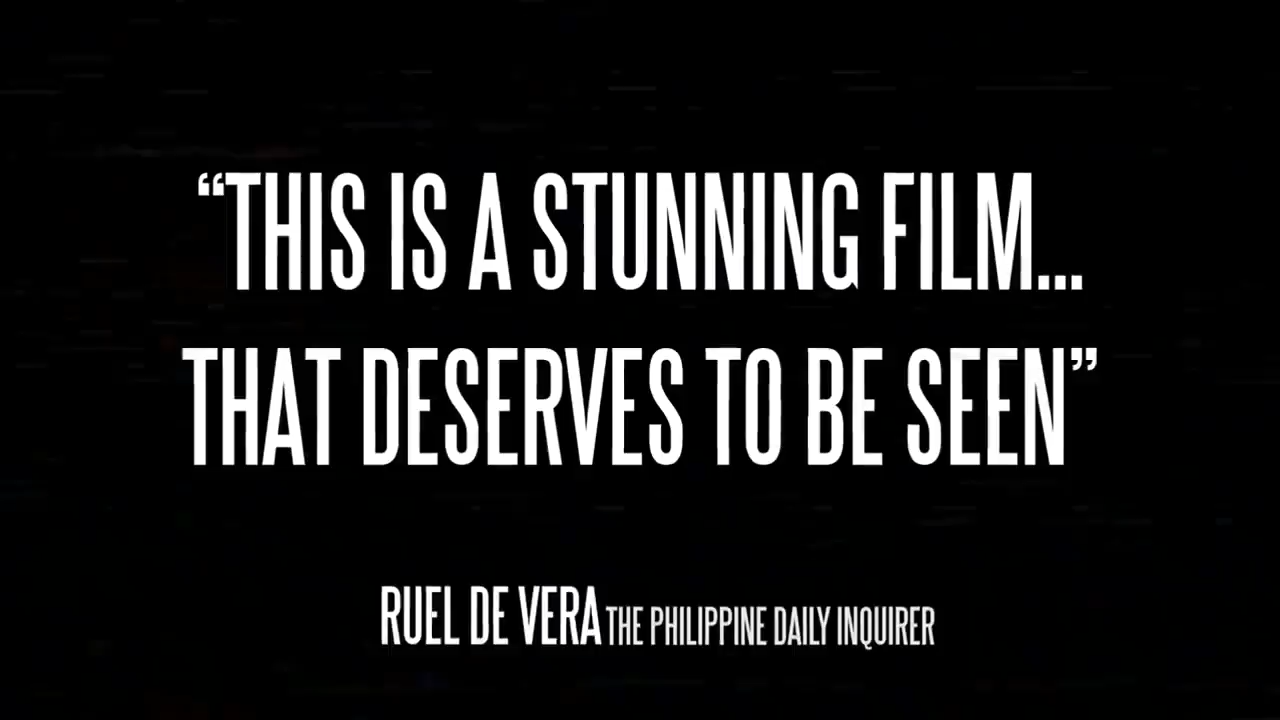 “THIS IS A STUNNING FILM...
THAT DESERVES TO BE SEEN”
RUEL DE VERA THE PHILIPPINE DAILY INQUIRER